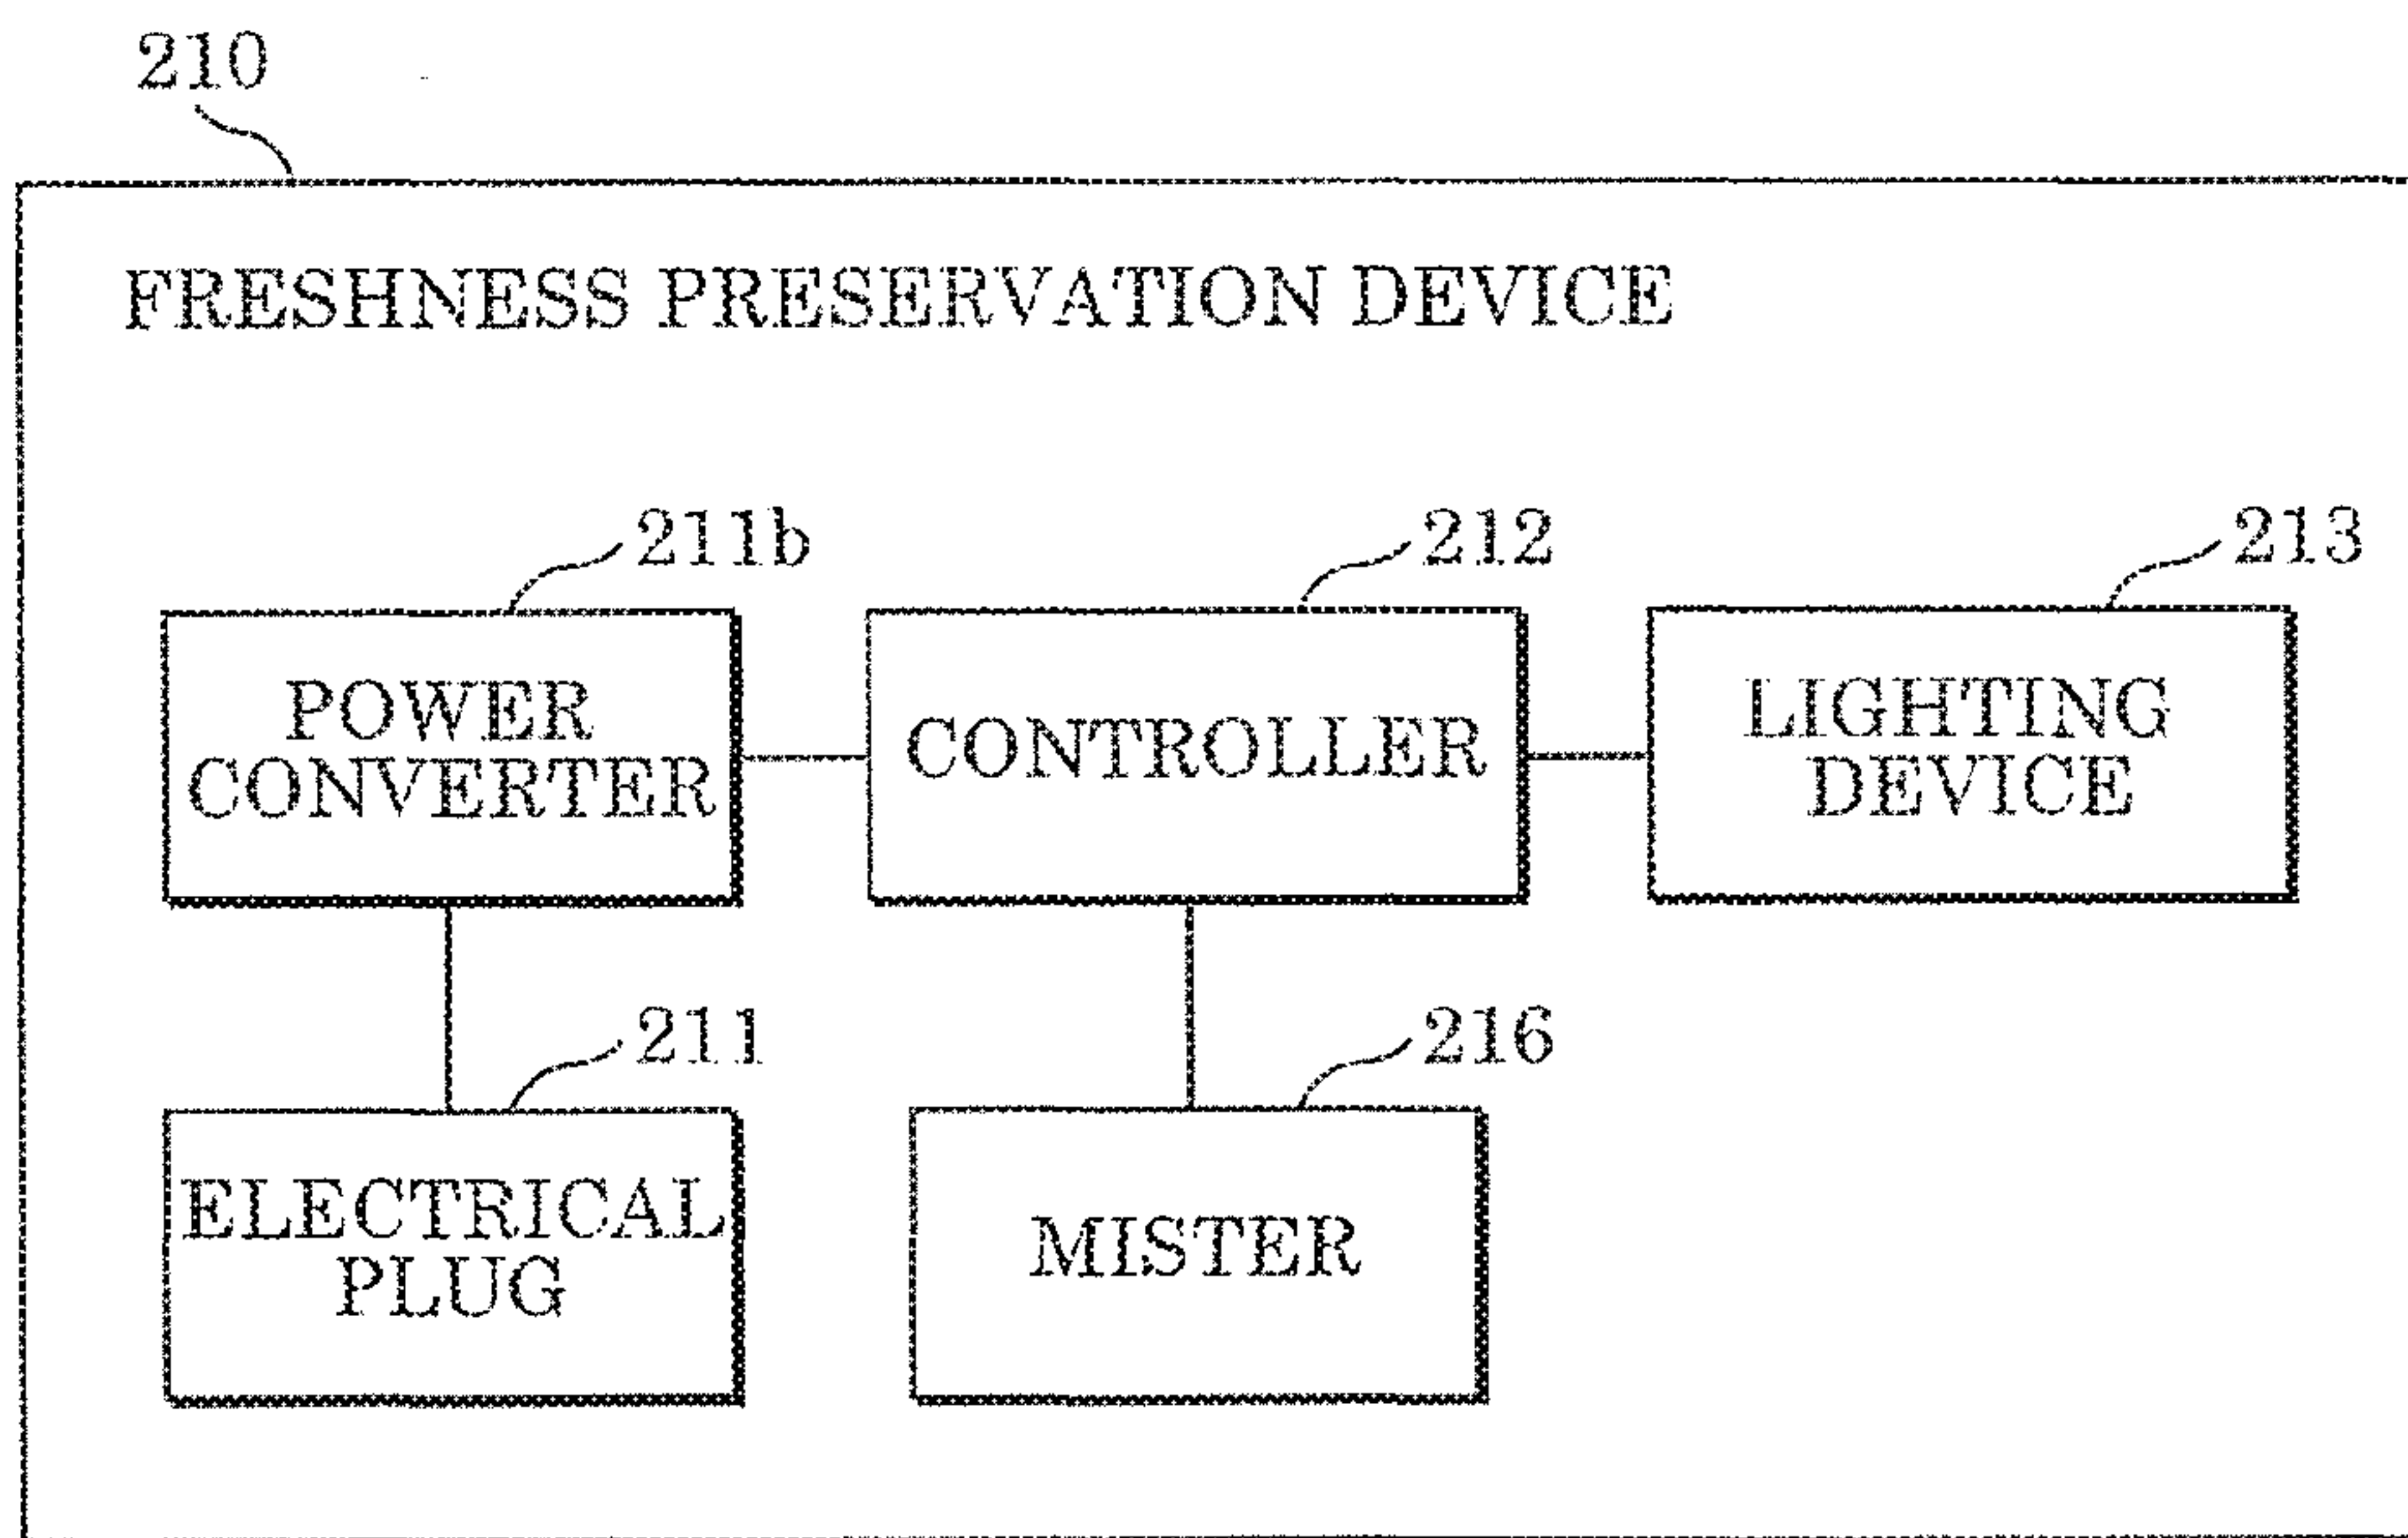 210
FRESHNESS PRESERVATION DEVICE
211b
212
213
POWER
CONVERTER
CONTROLLER
LIGHTING
DEVICE
211
216
ELECTRICAL
PLUG
MISTER